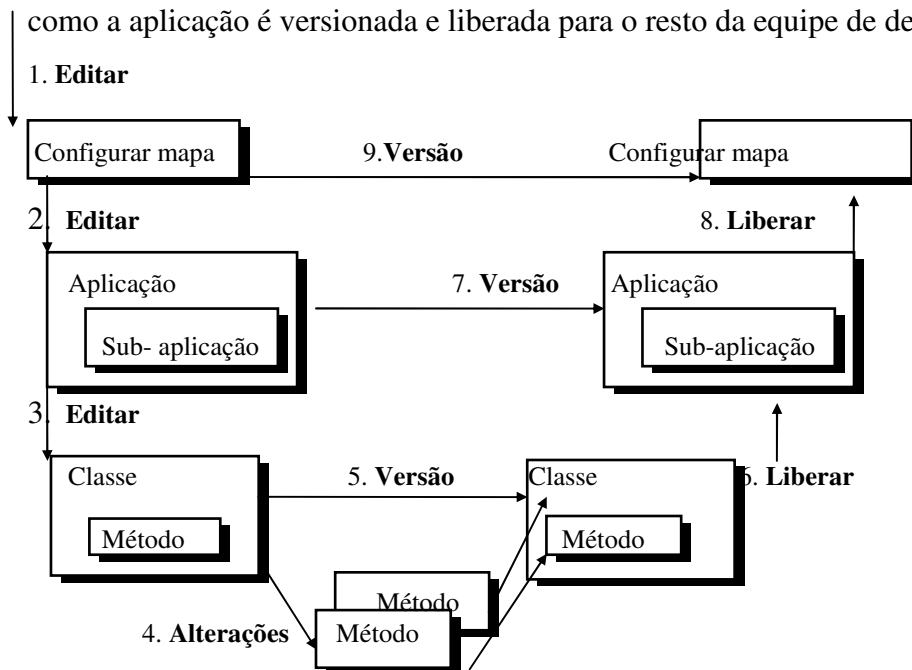 como a aplicação é versionada e liberada para o resto da equipe de de
1. Editar
Configurar mapa 9.Versão Configurar mapa
2. Editar 8. Liberar
Aplicação 7. Versão Aplicação
Sub- aplicação Sub-aplicação
3. Editar
Classe 5. Versão Classe 6. Liberar
Método Método
Método
4. Alterações Método